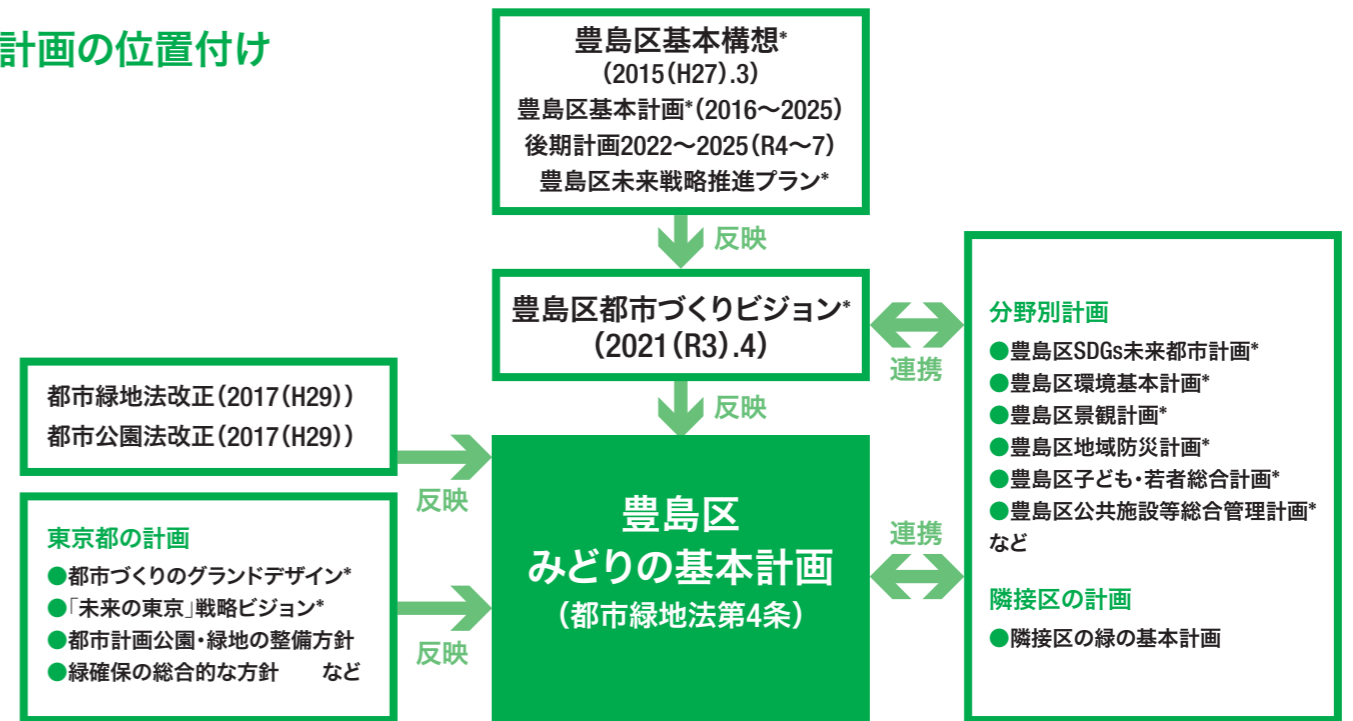 計画の位置付け
豊島区基本構想*
（2015（H27）.3）
豊島区基本計画*（2016～2025）
後期計画2022～2025（R4～7）
豊島区未来戦略推進プラン*
反映
豊島区都市づくりビジョン*
（2021（R3）.4）
連携
反映
都市緑地法改正（2017（H29））
都市公園法改正（2017（H29））
反映
東京都の計画
●都市づくりのグランドデザイン*
●「未来の東京」戦略ビジョン*
●都市計画公園・緑地の整備方針
●緑確保の総合的な方針　　など
反映
豊島区
みどりの基本計画
（都市緑地法第4条）
連携
分野別計画
●豊島区SDGs未来都市計画*
●豊島区環境基本計画*
●豊島区景観計画*
●豊島区地域防災計画*
●豊島区子ども・若者総合計画*
●豊島区公共施設等総合管理計画*
など
隣接区の計画
●隣接区の緑の基本計画